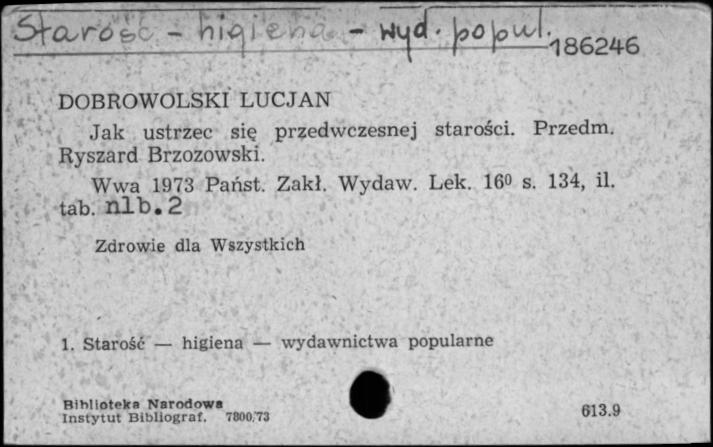 Starość - higiena - wyd. popul.
186246
DOBROWOLSKI LUCJAN
Jak ustrzec się przedwczesnej starości. Przedm.
Ryszard Brzozowski.
Wwa 1973 Państ. Zakł. Wydaw. Lek. 16⁰ s. 134, il.
tab. nlb.2
Zdrowie dla Wszystkich
1. Starość — higiena — wydawnictwa popularne
Biblioteka Narodowa
Instytut Bibliograf. 7800/73
613.9